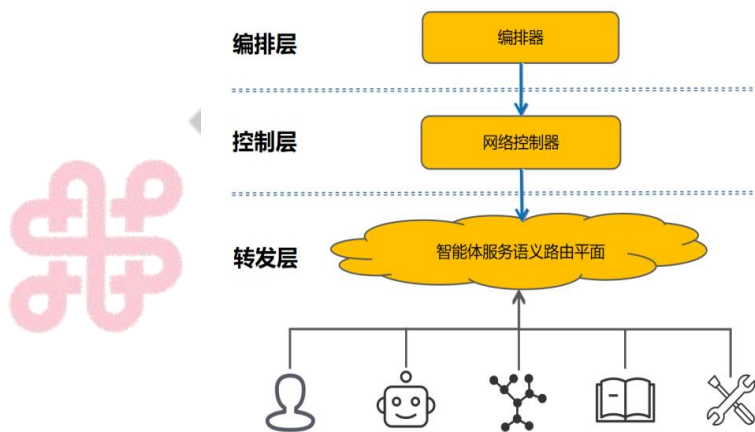 编排层
编排器
控制层
网络控制器
转发层
智能体服务语义路由平面